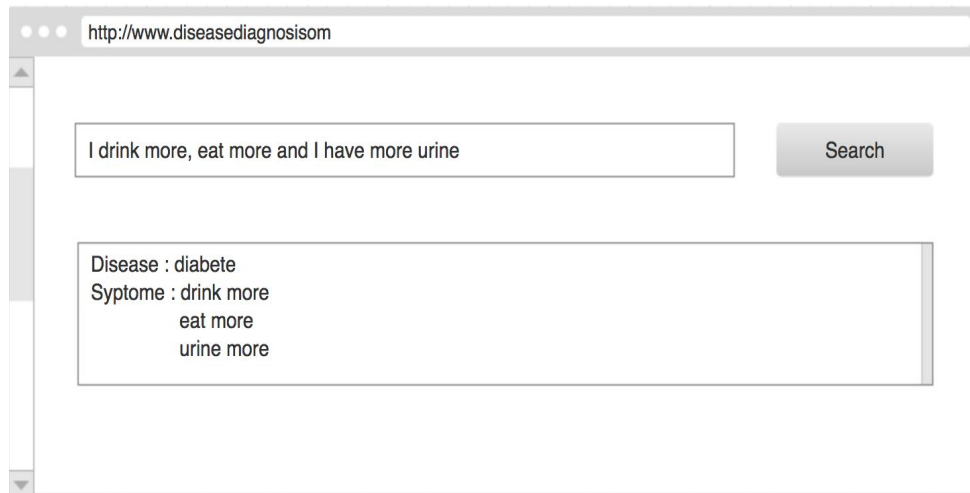 http://www.diseasediagnosisom
I drink more, eat more and I have more urine
Search
Disease : diabete
Syptome : drink more
eat more
urine more